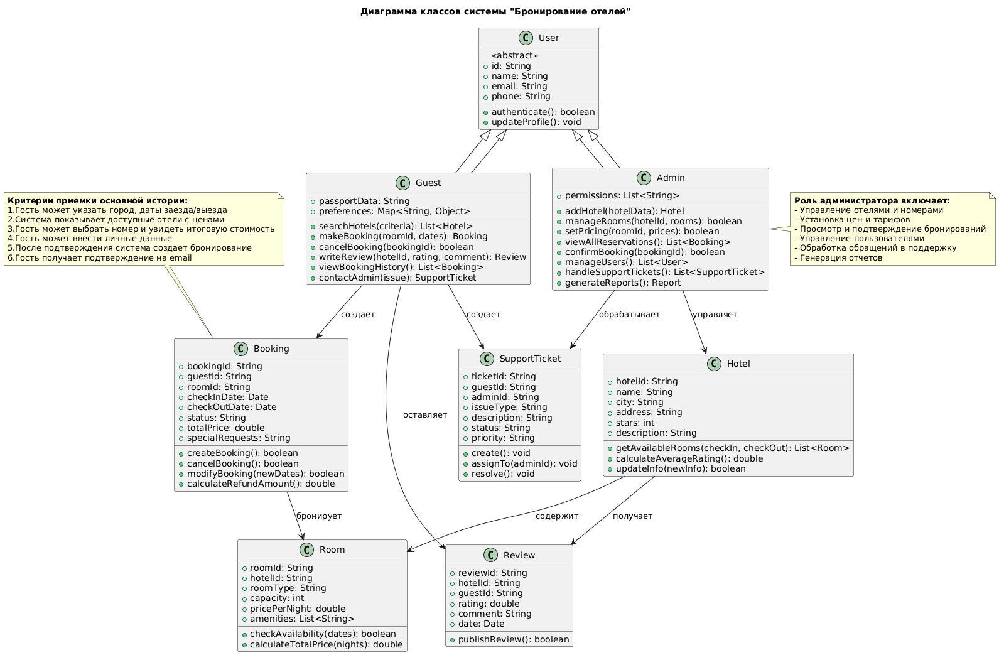 Диаграмма классов системы "Бронирование отелей"
C User
«abstract»
id: String
name: String
email: String
phone: String
authenticate(): boolean
updateProfile(): void
C Guest
passportData: String
preferences: Map<String, Object>
searchHotels(criteria): List<Hotel>
makeBooking(roomId, dates): Booking
cancelBooking(bookingId): boolean
writeReview(hotelId, rating, comment): Review
viewBookingHistory(): List<Booking>
contactAdmin(issue): SupportTicket
C Admin
permissions: List<String>
addHotel(hotelData): Hotel
manageRooms(hotelId, rooms): boolean
setPricing(roomId, prices): boolean
viewAllReservations(): List<Booking>
confirmBooking(bookingId): boolean
manageUsers(): List<User>
handleSupportTickets(): List<SupportTicket>
generateReports(): Report
Критерии приемки основной истории:
1.Гость может указать город, даты заезда/выезда
2.Система показывает доступные отели с ценами
3.Гость может выбрать номер и увидеть итоговую стоимость
4.Гость может ввести личные данные
5.После подтверждения система создает бронирование
6.Гость получает подтверждение на email
Роль администратора включает:
- Управление отелями и номерами
- Установка цен и тарифов
- Просмотр и подтверждение бронирований
- Управление пользователями
- Обработка обращений в поддержку
- Генерация отчетов
создает
создает
обрабатывает
управляет
C Booking
bookingId: String
guestId: String
roomId: String
checkInDate: Date
checkOutDate: Date
status: String
totalPrice: double
specialRequests: String
createBooking(): boolean
cancelBooking(): boolean
modifyBooking(newDates): boolean
calculateRefundAmount(): double
оставляет
C SupportTicket
ticketId: String
guestId: String
adminId: String
issueType: String
description: String
status: String
priority: String
create(): void
assignTo(adminId): void
resolve(): void
C Hotel
hotelId: String
name: String
city: String
address: String
stars: int
description: String
getAvailableRooms(checkIn, checkOut): List<Room>
calculateAverageRating(): double
updateInfo(newInfo): boolean
бронирует
содержит
получает
C Room
roomId: String
hotelId: String
roomType: String
capacity: int
pricePerNight: double
amenities: List<String>
checkAvailability(dates): boolean
calculateTotalPrice(nights): double
C Review
reviewId: String
hotelId: String
guestId: String
rating: double
comment: String
date: Date
publishReview(): boolean